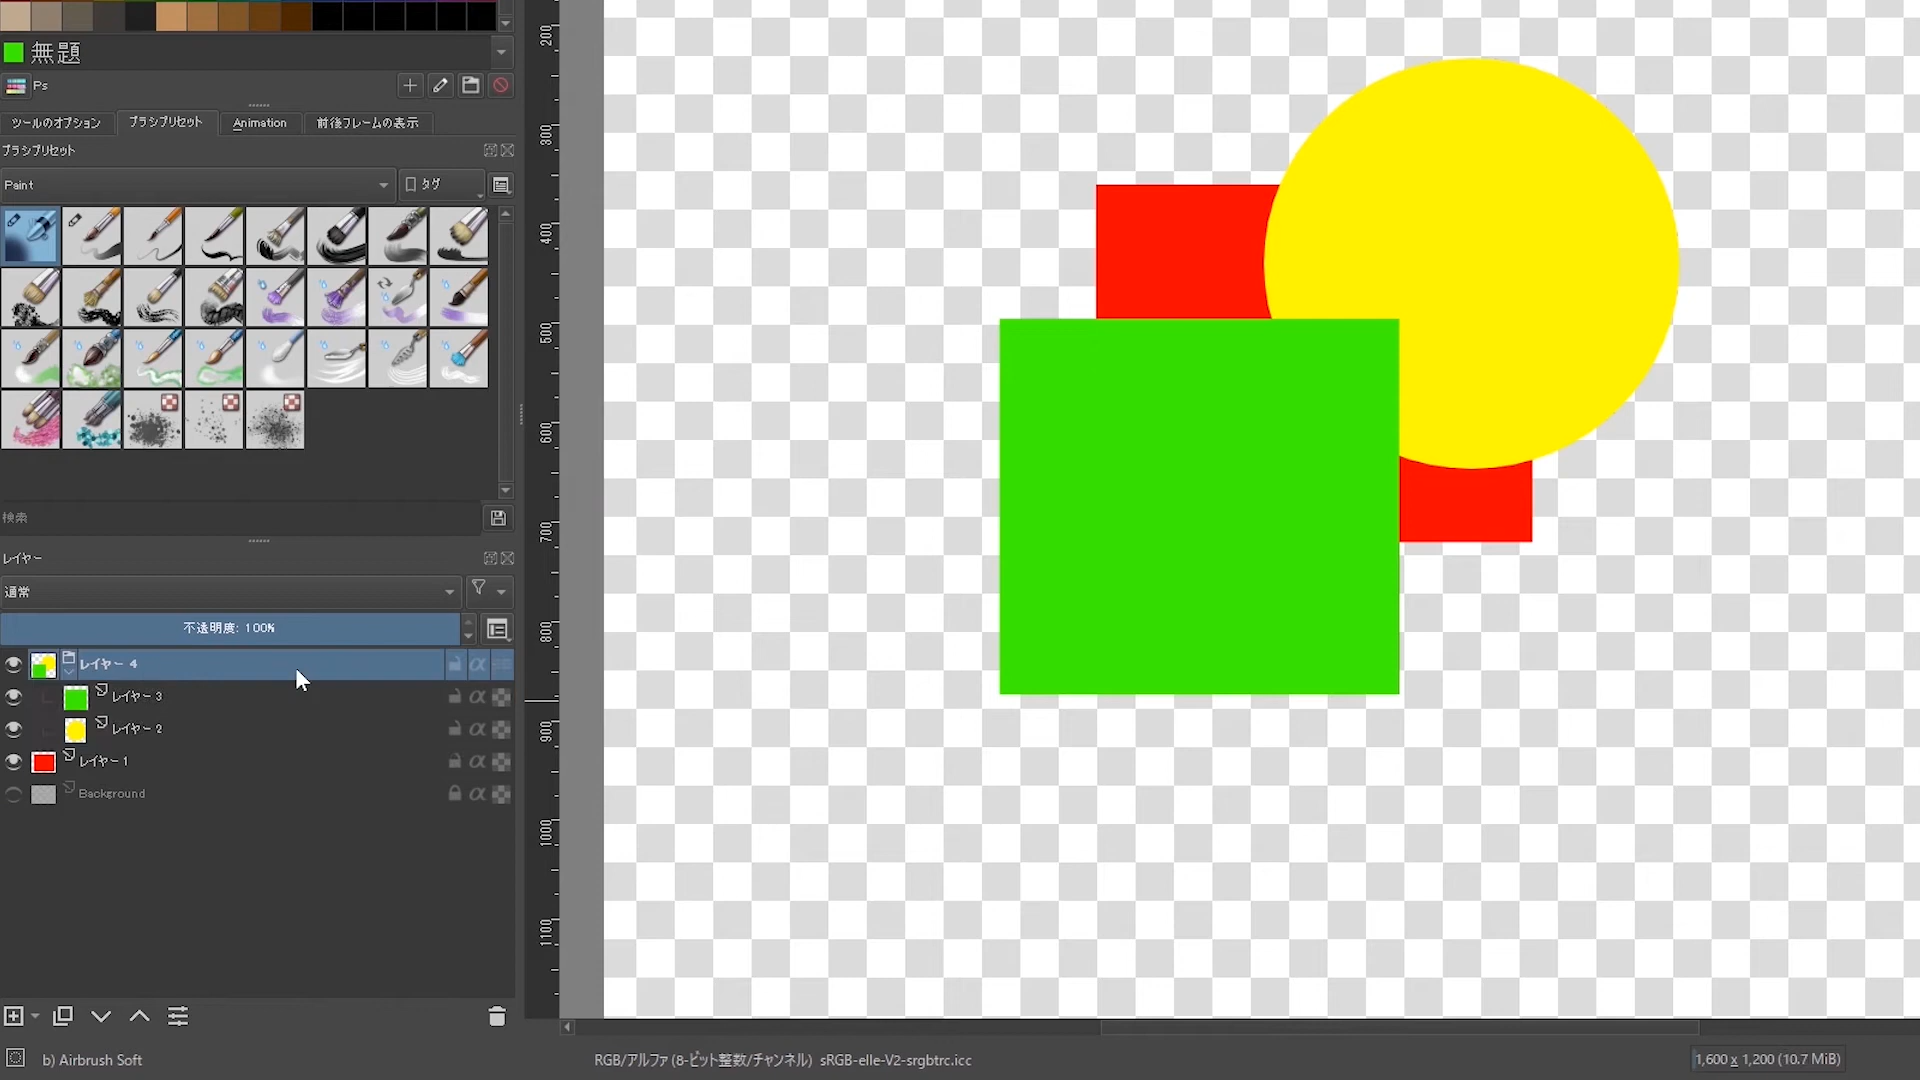 無題
Ps
ツールのオプション ブラシプリセット Animation 前後フレームの表示
ブラシプリセット
Paint タグ
検索
レイヤー
通常
不透明度: 100%
レイヤー 4
レイヤー 3
レイヤー 2
レイヤー 1
Background
b) Airbrush Soft
200
300
400
500
600
700
800
900
1000
1100
RGB/アルファ (8-ビット整数/チャンネル) sRGB-elle-V2-srgbtrc.icc
1,600 x 1,200 (10.7 MiB)